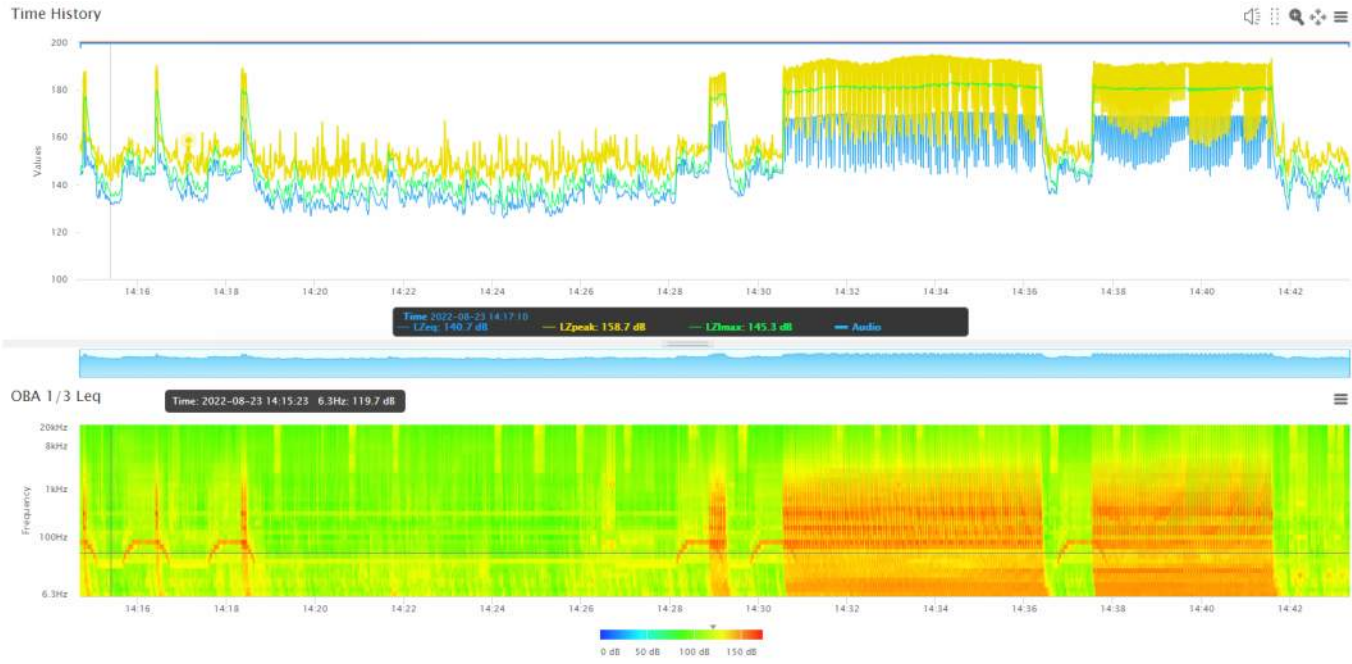 Time History
200
180
160
140
120
100
Values
14:16 14:18 14:20 14:22 14:24 14:26 14:28 14:30 14:32 14:34 14:36 14:38 14:40 14:42
Time 2022-08-23 14:17:10
LZeq: 140.7 dB LZpeak: 158.7 dB LZImax: 145.3 dB Audio
OBA 1/3 Leq
Time: 2022-08-23 14:15:23 6.3Hz: 119.7 dB
20kHz
8kHz
1kHz
100Hz
6.3Hz
Frequency
14:16 14:18 14:20 14:22 14:24 14:26 14:28 14:30 14:32 14:34 14:36 14:38 14:40 14:42
0 dB 50 dB 100 dB 150 dB